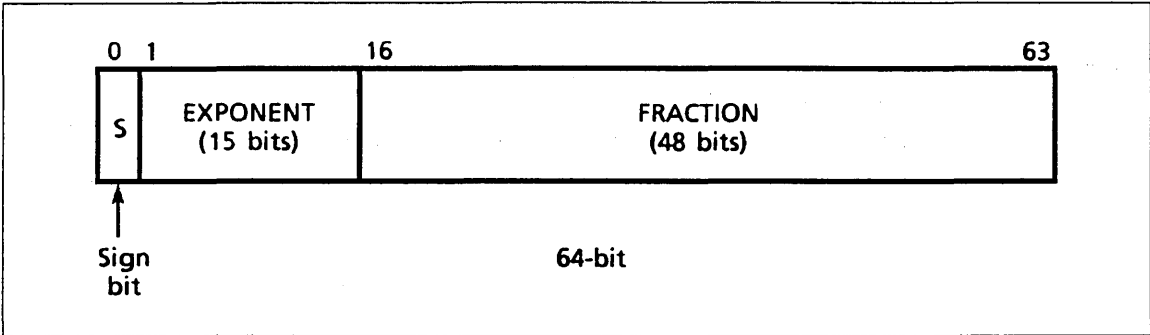 0 1 16 63
S
EXPONENT
(15 bits)
FRACTION
(48 bits)
Sign
bit
64-bit